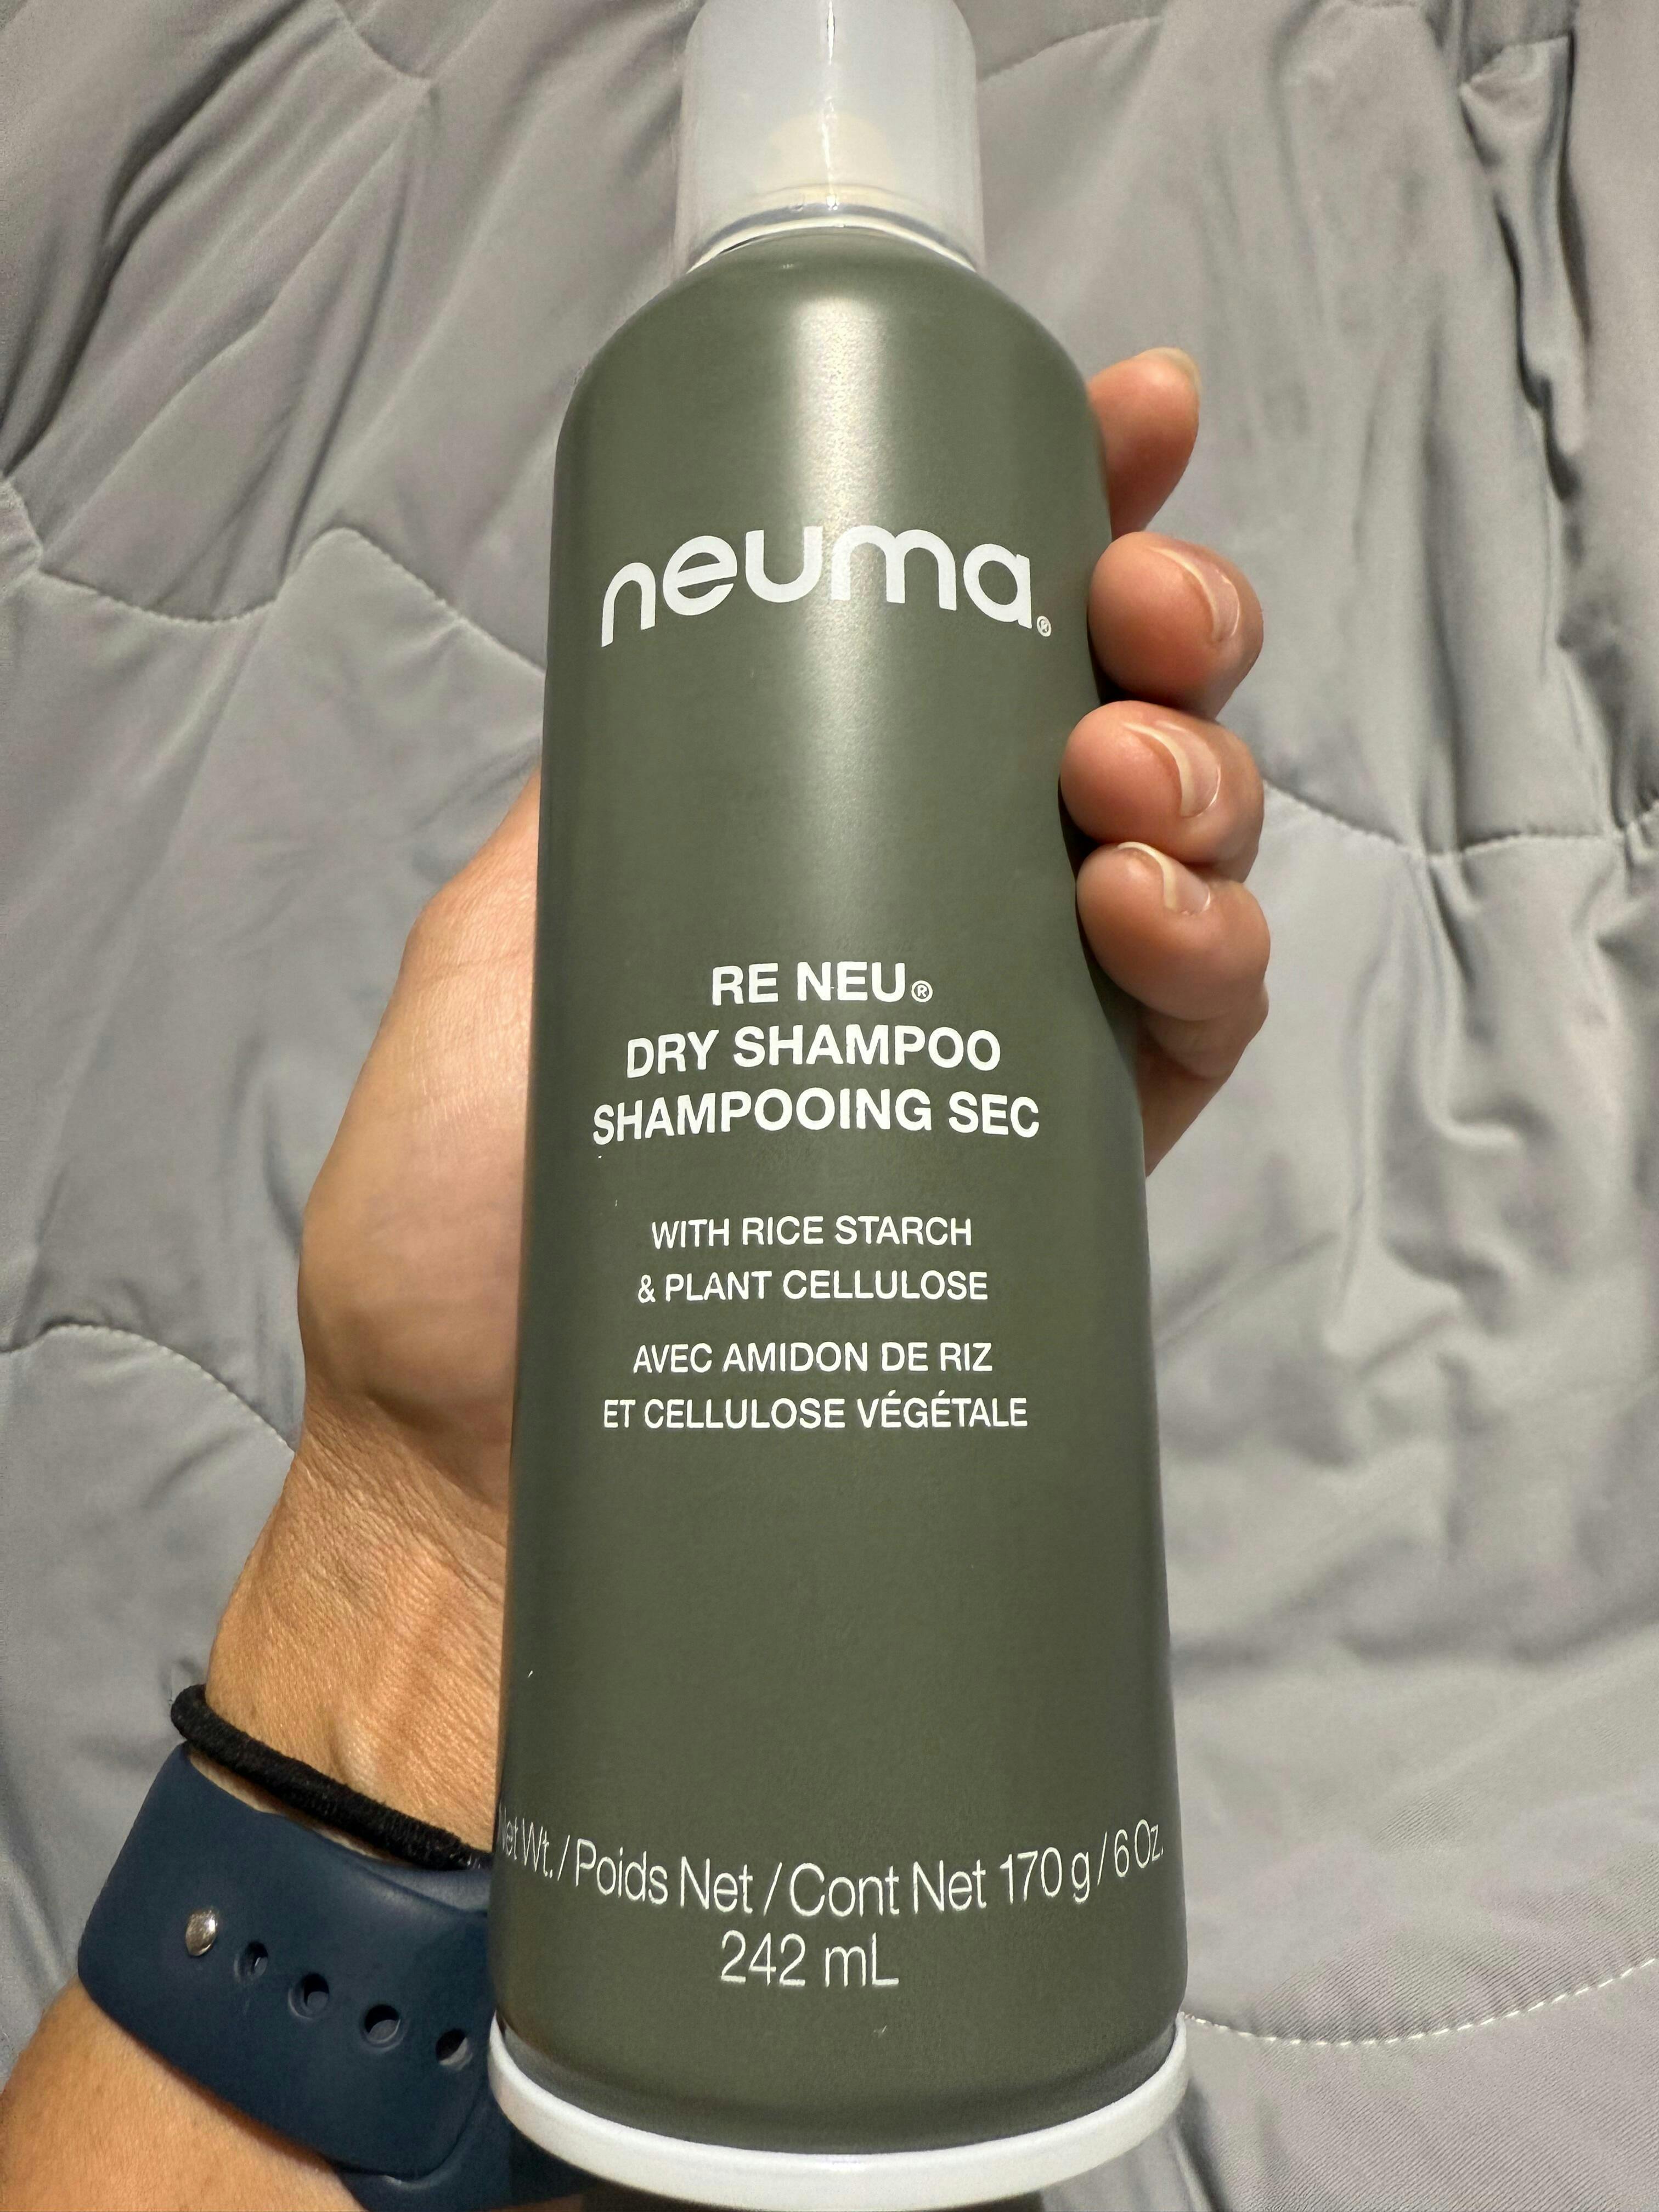 neuma®
RE NEU®
DRY SHAMPOO
SHAMPOOING SEC
WITH RICE STARCH
& PLANT CELLULOSE
AVEC AMIDON DE RIZ
ET CELLULOSE VÉGÉTALE
Net Wt. / Poids Net / Cont Net 170 g / 6 Oz.
242 mL